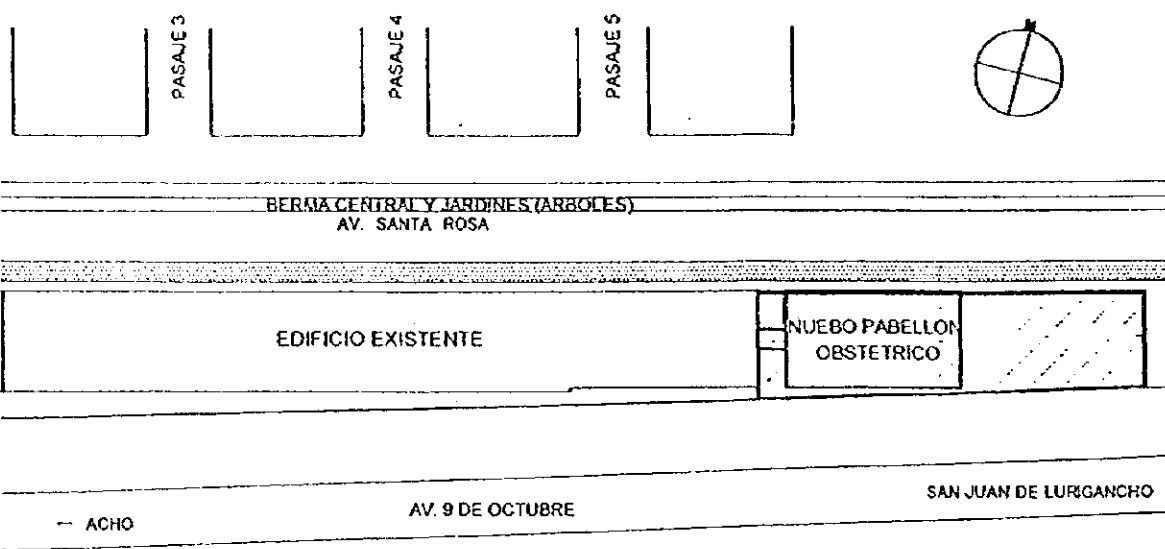 PASAJE 3
PASAJE 4
PASAJE 5
N
BERMA CENTRAL Y JARDINES (ARBOLES)
AV. SANTA ROSA
EDIFICIO EXISTENTE
NUEBO PABELLON
OBSTETRICO
SAN JUAN DE LURIGANCHO
AV. 9 DE OCTUBRE
← ACHO